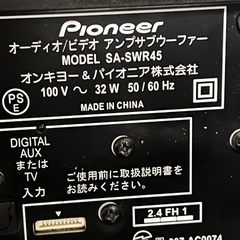 Pioneer
オーディオ/ビデオ アンプサブウーファー
MODEL SA-SWR45
オンキヨー&パイオニア株式会社
100 V ～ 32 W 50/60 Hz
PS
E
MADE IN CHINA
DIGITAL
AUX
または
TV
入力
ご使用前に取扱説明書を
お読みください。
2.4 FH 1